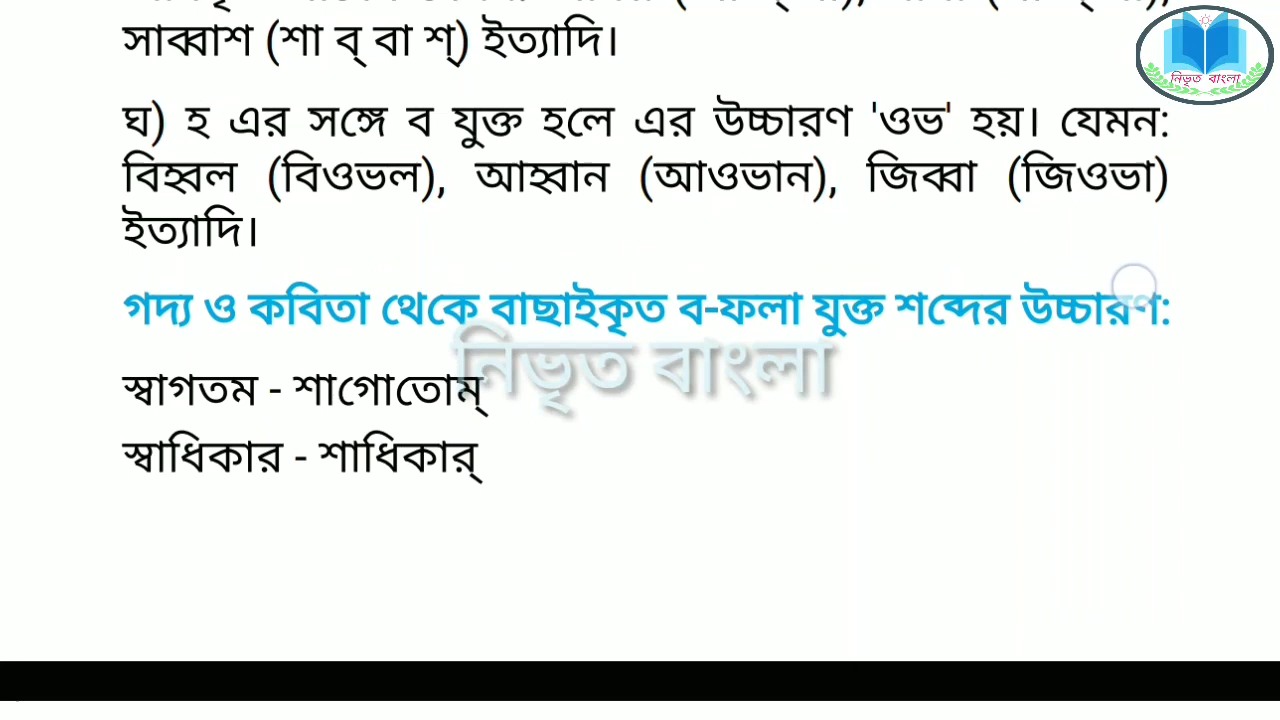 সাব্বাশ (শা ব্ বা শ্) ইত্যাদি।
নিভৃত বাংলা
ঘ) হ এর সঙ্গে ব যুক্ত হলে এর উচ্চারণ 'ওভ' হয়। যেমন:
বিহ্বল (বিওভল), আহ্বান (আওভান), জিব্বা (জিওভা)
ইত্যাদি।
গদ্য ও কবিতা থেকে বাছাইকৃত ব-ফলা যুক্ত শব্দের উচ্চারণ:
নিভৃত বাংলা
স্বাগতম - শাগোতোম্
স্বাধিকার - শাধিকার্